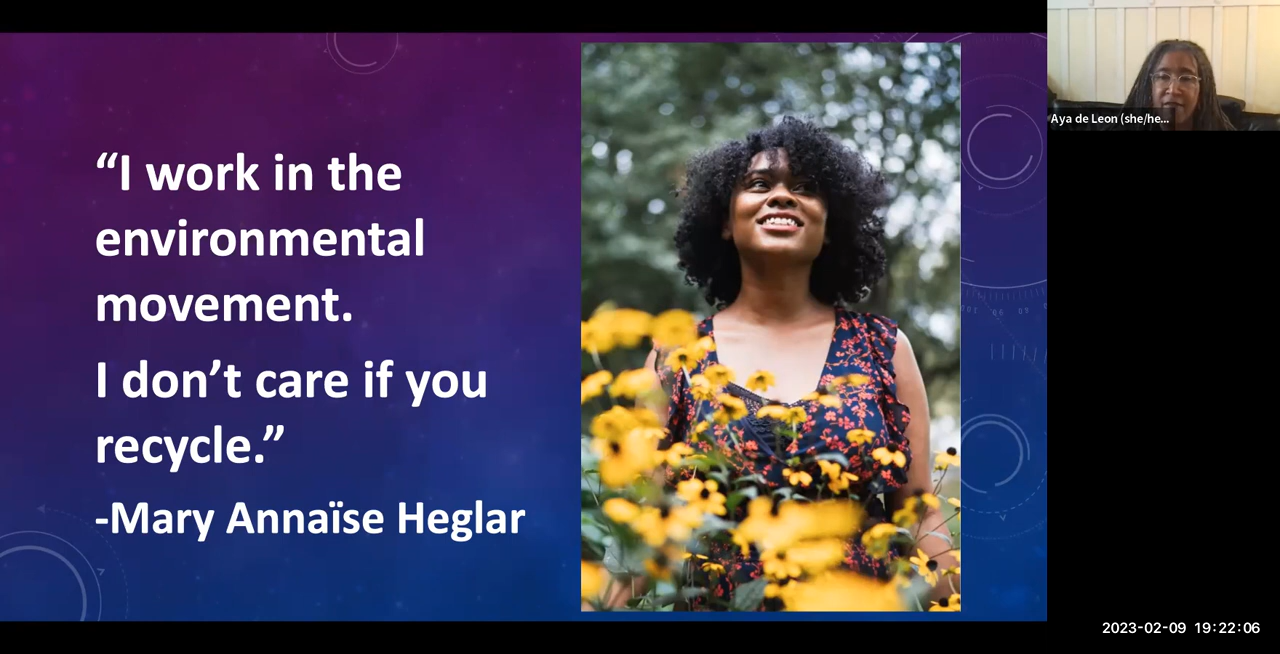 “I work in the
environmental
movement.
I don’t care if you
recycle.”
-Mary Annaïse Heglar
Aya de Leon (she/he...
2023-02-09 19:22:06